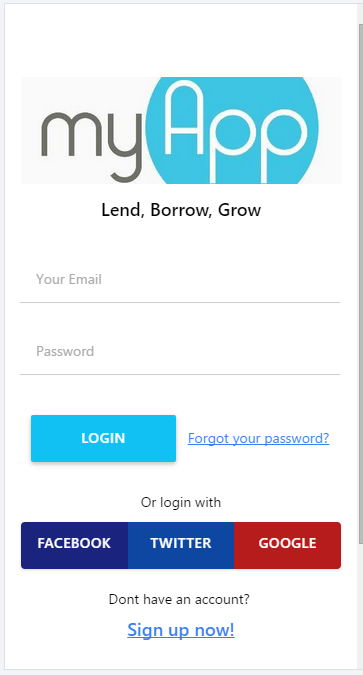 myApp
Lend, Borrow, Grow
Your Email
Password
LOGIN Forgot your password?
Or login with
FACEBOOK TWITTER GOOGLE
Dont have an account?
Sign up now!